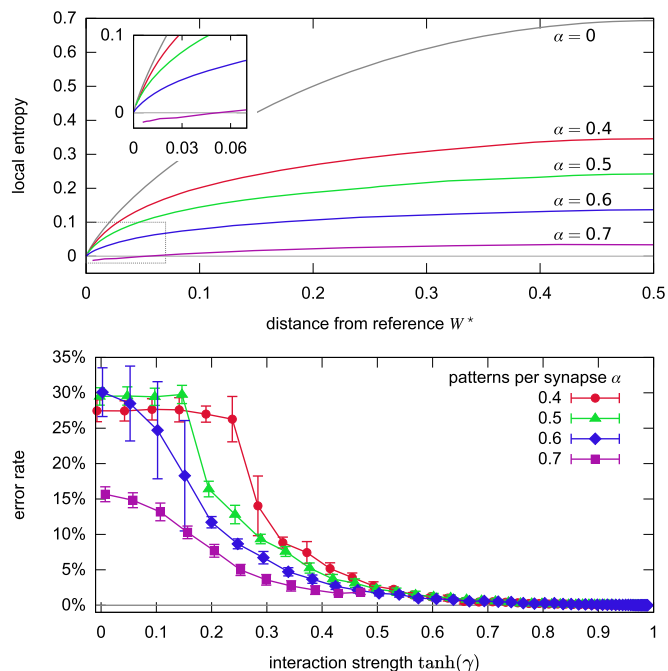 0.7
0.6
0.5
0.4
0.3
0.2
0.1
0
local entropy
0.1
0
0
0.03
0.06
α = 0
α = 0.4
α = 0.5
α = 0.6
α = 0.7
0 0.1 0.2 0.3 0.4 0.5
distance from reference W⋆
35%
30%
25%
20%
15%
10%
5%
0%
error rate
patterns per synapse α
0.4
0.5
0.6
0.7
0 0.1 0.2 0.3 0.4 0.5 0.6 0.7 0.8 0.9 1
interaction strength tanh(γ)